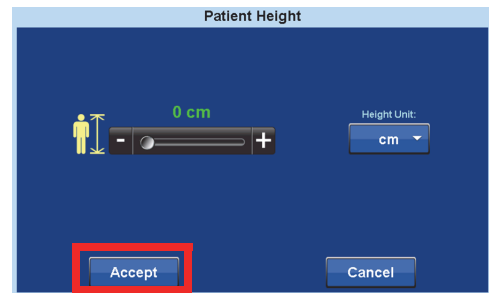 Patient Height
0 cm
Height Unit:
- +
cm
Accept
Cancel